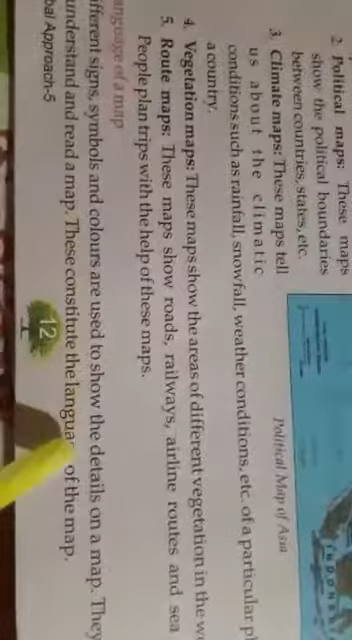 2. Political maps: These maps
show the political boundaries
between countries, states, etc.
3. Climate maps: These maps tell
us about the climatic
conditions such as rainfall, snowfall, weather conditions, etc. of a particular
a country.
4. Vegetation maps: These maps show the areas of different vegetation in the
5. Route maps: These maps show roads, railways, airline routes and sea
People plan trips with the help of these maps.
of a map
signs, symbols and colours are used to show the details on a map. They
understand and read a map. These constitute the of the map.
Approach-5
12
Political Map of Asia